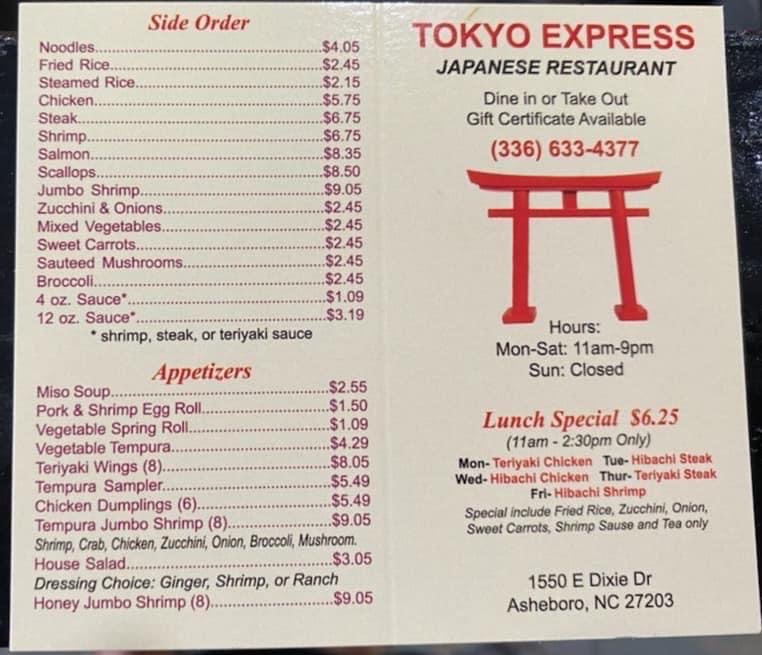 Side Order
Noodles $4.05
Fried Rice $2.45
Steamed Rice $2.15
Chicken $5.75
Steak $6.75
Shrimp $6.75
Salmon $8.35
Scallops $8.50
Jumbo Shrimp $9.05
Zucchini & Onions $2.45
Mixed Vegetables $2.45
Sweet Carrots $2.45
Sauteed Mushrooms $2.45
Broccoli $2.45
4 oz. Sauce* $1.09
12 oz. Sauce* $3.19
* shrimp, steak, or teriyaki sauce
Appetizers
Miso Soup $2.55
Pork & Shrimp Egg Roll $1.50
Vegetable Spring Roll $1.09
Vegetable Tempura $4.29
Teriyaki Wings (8) $8.05
Tempura Sampler $5.49
Chicken Dumplings (6) $5.49
Tempura Jumbo Shrimp (8) $9.05
Shrimp, Crab, Chicken, Zucchini, Onion, Broccoli, Mushroom.
House Salad $3.05
Dressing Choice: Ginger, Shrimp, or Ranch
Honey Jumbo Shrimp (8) $9.05
TOKYO EXPRESS
JAPANESE RESTAURANT
Dine in or Take Out
Gift Certificate Available
(336) 633-4377
Hours:
Mon-Sat: 11am-9pm
Sun: Closed
Lunch Special $6.25
(11am - 2:30pm Only)
Mon- Teriyaki Chicken Tue- Hibachi Steak
Wed- Hibachi Chicken Thur- Teriyaki Steak
Fri- Hibachi Shrimp
Special include Fried Rice, Zucchini, Onion,
Sweet Carrots, Shrimp Sause and Tea only
1550 E Dixie Dr
Asheboro, NC 27203